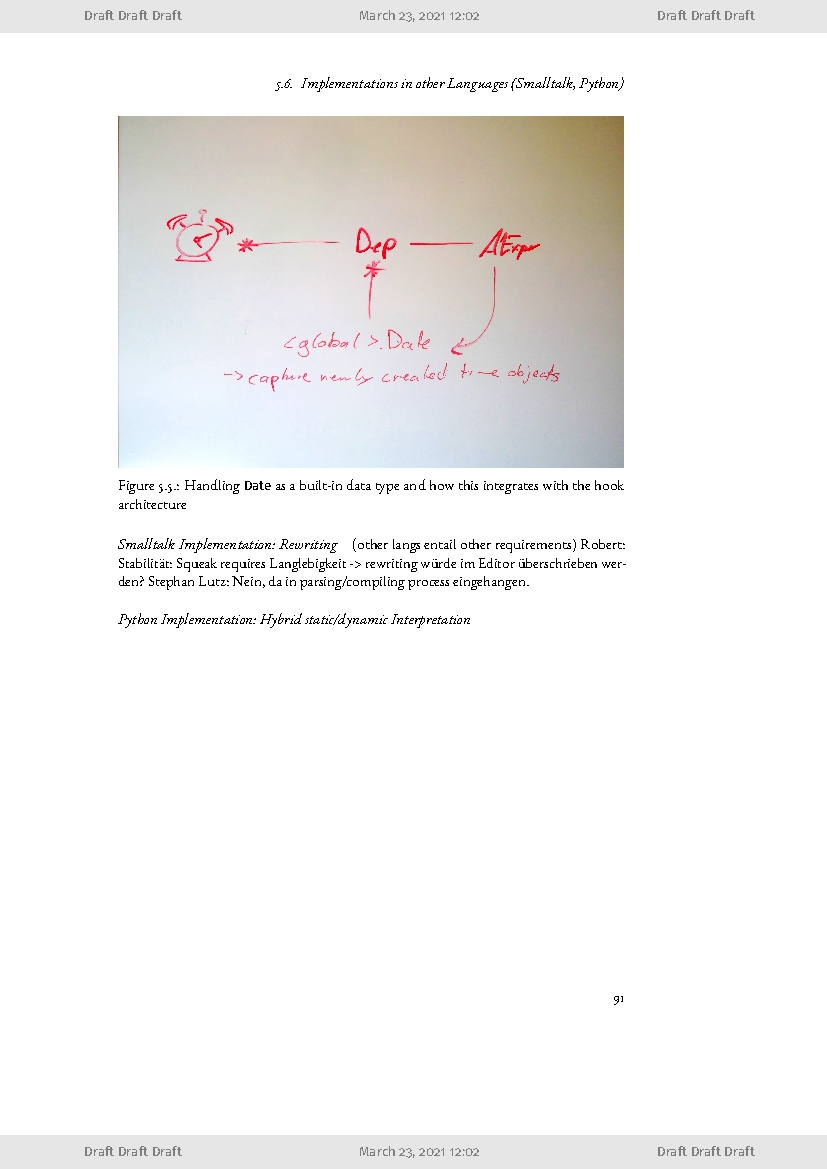 Draft Draft Draft March 23, 2021 12:02 Draft Draft Draft
5.6. Implementations in other Languages (Smalltalk, Python)
Dep AExpr
<global>.Date
-> capture newly created time objects
Figure 5.5.: Handling Date as a built-in data type and how this integrates with the hook
architecture
Smalltalk Implementation: Rewriting (other langs entail other requirements) Robert:
Stabilität: Squeak requires Langlebigkeit -> rewriting würde im Editor überschrieben wer-
den? Stephan Lutz: Nein, da in parsing/compiling process eingehangen.
Python Implementation: Hybrid static/dynamic Interpretation
91
Draft Draft Draft March 23, 2021 12:02 Draft Draft Draft